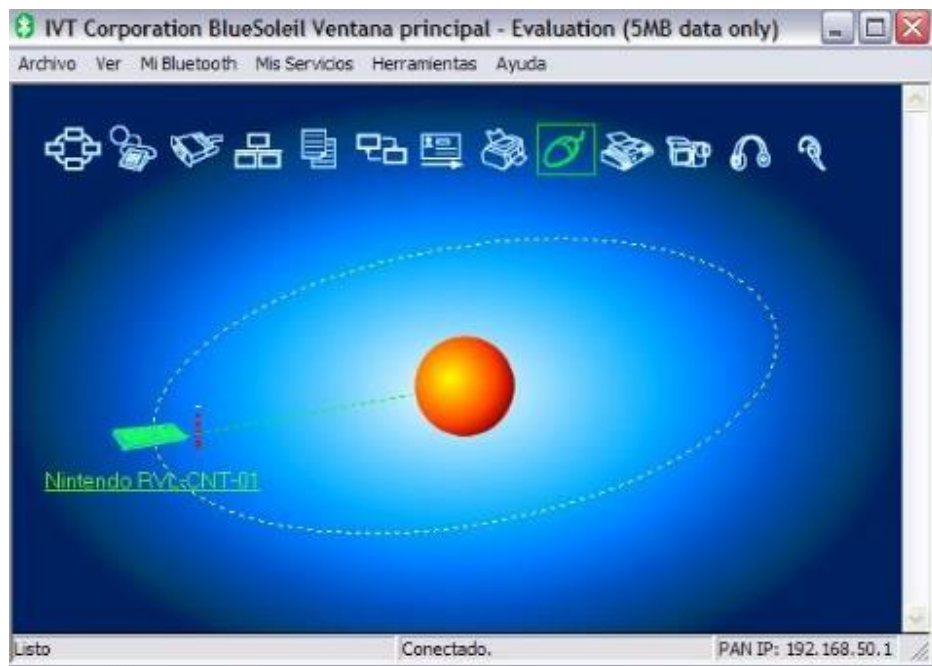 IVT Corporation BlueSoleil Ventana principal - Evaluation (5MB data only)
Archivo Ver Mi Bluetooth Mis Servicios Herramientas Ayuda
Nintendo RVL-CNT-01
Listo Conectado. PAN IP: 192.168.50.1